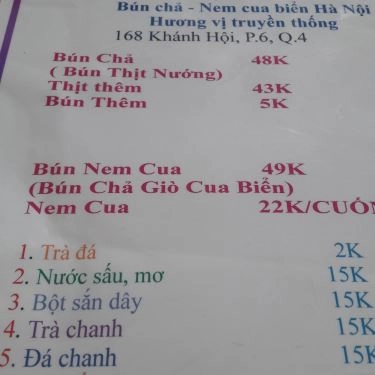 Bún chả - Nem cua biển Hà Nội
Hương vị truyền thống
168 Khánh Hội, P.6, Q.4
Bún Chả 48K
( Bún Thịt Nướng)
Thịt thêm 43K
Bún Thêm 5K
Bún Nem Cua 49K
(Bún Chả Giò Cua Biển)
Nem Cua 22K/CUỐN
1. Trà đá 2K
2. Nước sấu, mơ 15K
3. Bột sắn dây 15K
4. Trà chanh 15K
5. Đá chanh 15K